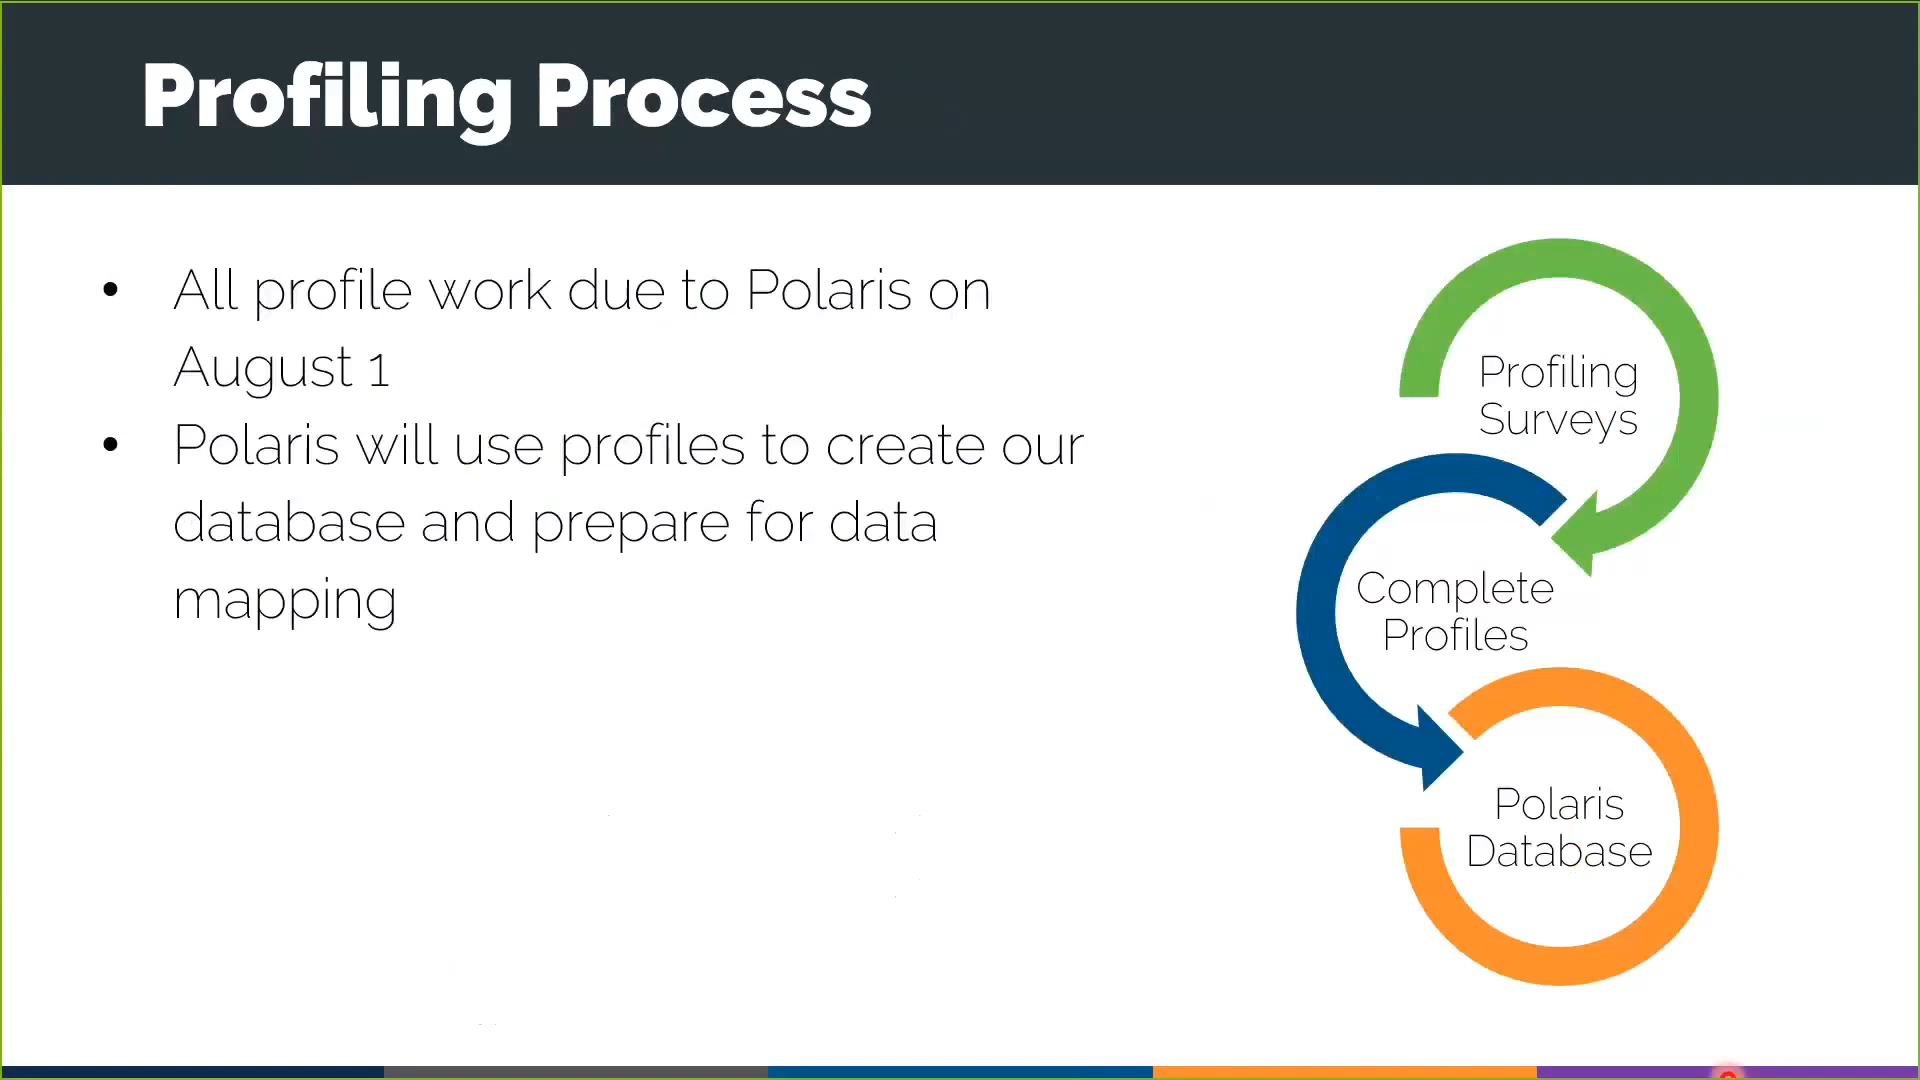 Profiling Process
• All profile work due to Polaris on
August 1
• Polaris will use profiles to create our
database and prepare for data
mapping
Profiling
Surveys
Complete
Profiles
Polaris
Database